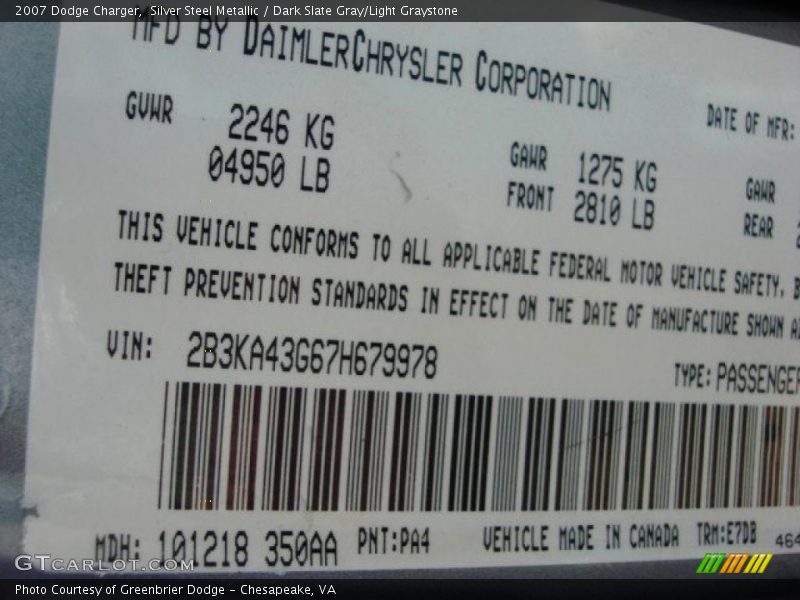 2007 Dodge Charger, Silver Steel Metallic / Dark Slate Gray/Light Graystone
MFD BY DAIMLERCHRYSLER CORPORATION
DATE OF MFR:
GVWR 2246 KG
04950 LB
GAWR 1275 KG
FRONT 2810 LB
GAWR
REAR
THIS VEHICLE CONFORMS TO ALL APPLICABLE FEDERAL MOTOR VEHICLE SAFETY, B
THEFT PREVENTION STANDARDS IN EFFECT ON THE DATE OF MANUFACTURE SHOWN
VIN: 2B3KA43G67H679978
TYPE: PASSENGER
MDH: 101218 350AA PNT:PA4 VEHICLE MADE IN CANADA TRM:E7DB 464
GTCARLOT.COM
Photo Courtesy of Greenbrier Dodge – Chesapeake, VA